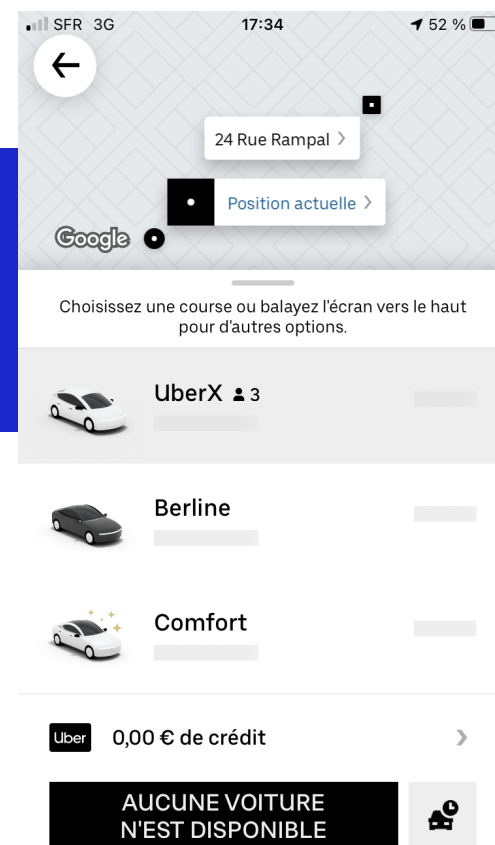 SFR 3G 17:34 52 %
24 Rue Rampal
Position actuelle
Google
Choisissez une course ou balayez l'écran vers le haut
pour d'autres options.
UberX 3
Berline
Comfort
Uber 0,00 € de crédit
AUCUNE VOITURE
N'EST DISPONIBLE